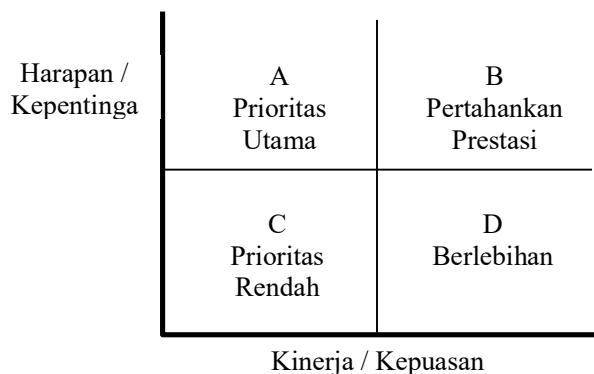 Harapan /
Kepentinga
A
Prioritas
Utama
B
Pertahankan
Prestasi
C
Prioritas
Rendah
D
Berlebihan
Kinerja / Kepuasan